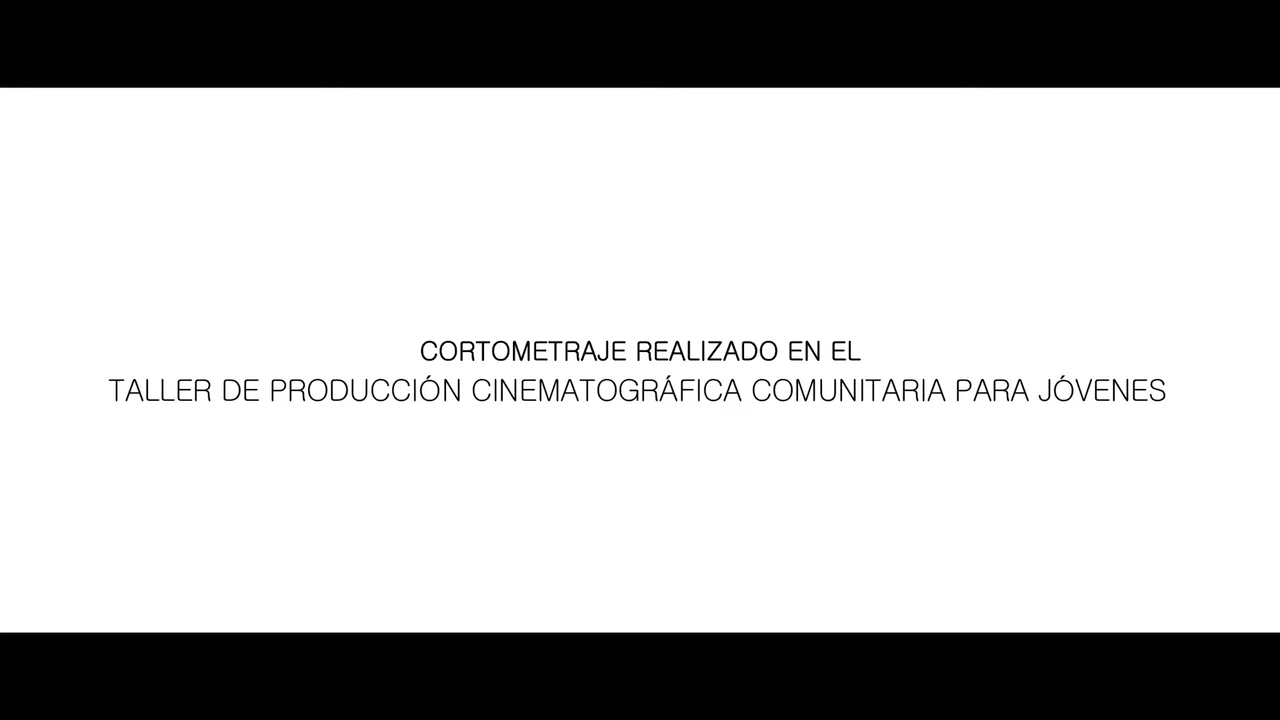 CORTOMETRAJE REALIZADO EN EL
TALLER DE PRODUCCIÓN CINEMATOGRÁFICA COMUNITARIA PARA JÓVENES